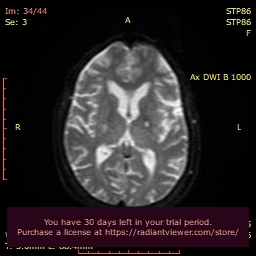 Im: 34/44
Se: 3
A
STP86
STP86
F
Ax DWI B 1000
R
L
You have 30 days left in your trial period.
Purchase a license at https://radiantviewer.com/store/